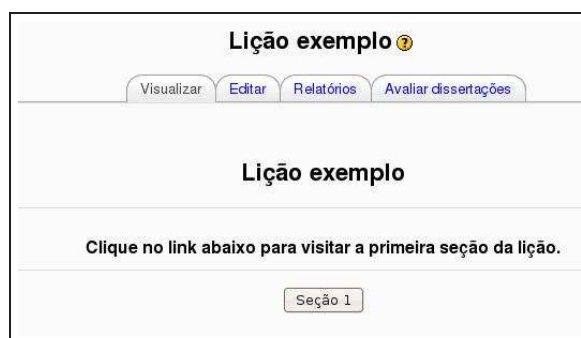 Lição exemplo ?
Visualizar Editar Relatórios Avaliar dissertações
Lição exemplo
Clique no link abaixo para visitar a primeira seção da lição.
Seção 1